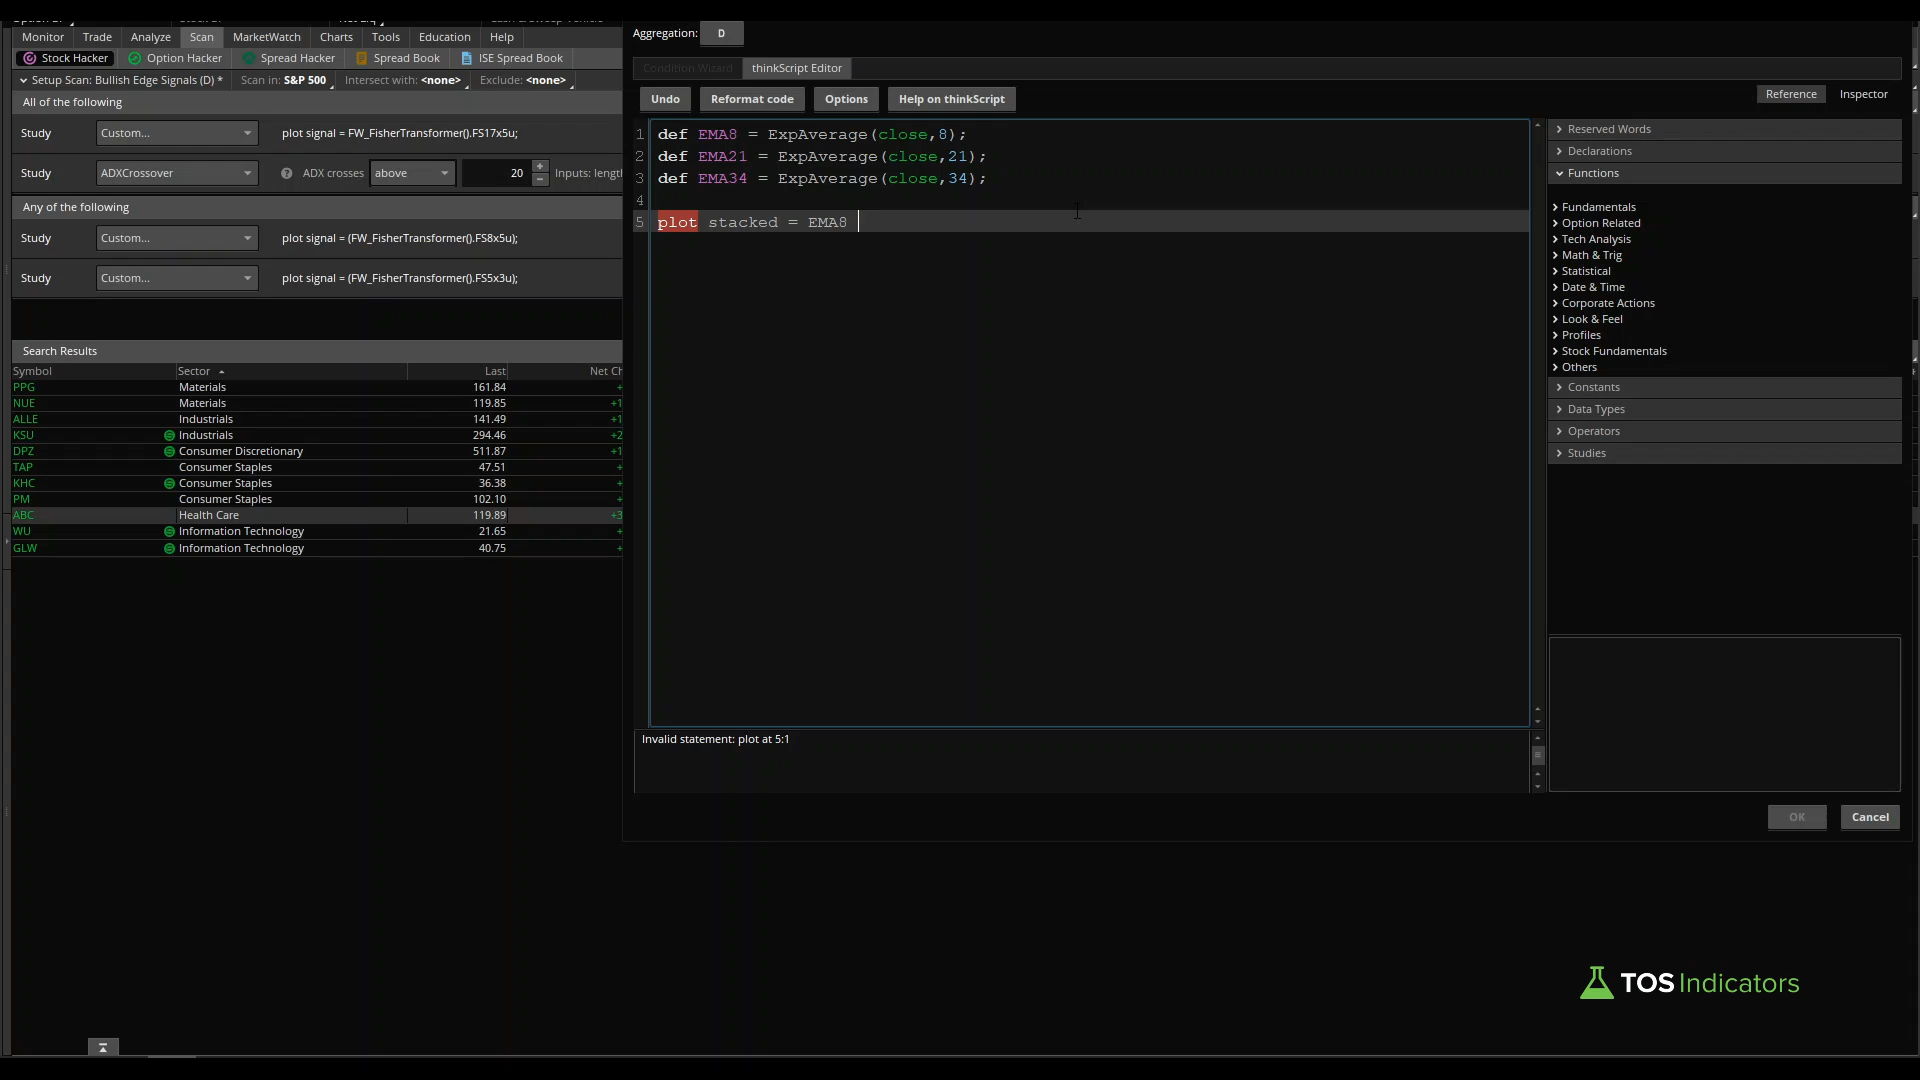 Monitor Trade Analyze Scan MarketWatch Charts Tools Education Help
Stock Hacker Option Hacker Spread Hacker Spread Book ISE Spread Book
Setup Scan: Bullish Edge Signals (D) * Scan in: S&P 500 Intersect with: <none> Exclude: <none>
All of the following
Study Custom... plot signal = FW_FisherTransformer().FS17x5u;
Study ADXCrossover ADX crosses above 20 Inputs: lengt
Any of the following
Study Custom... plot signal = (FW_FisherTransformer().FS8x5u;
Study Custom... plot signal = (FW_FisherTransformer().FS5x3u;
Search Results
Symbol Sector Last Net Ch
PPG Materials 161.84 +
NUE Materials 119.85 +1
ALLE Industrials 141.49 +1
KSU Industrials 294.46 +2
DPZ Consumer Discretionary 511.87 +1
TAP Consumer Staples 47.51 +
KHC Consumer Staples 36.38 +
PM Consumer Staples 102.10 +
ABC Health Care 119.89 +3
WU Information Technology 21.65 +
GLW Information Technology 40.75 +
Aggregation: D
Condition Wizard thinkScript Editor
Undo Reformat code Options Help on thinkScript
Reference Inspector
1 def EMA8 = ExpAverage(close,8);
2 def EMA21 = ExpAverage(close,21);
3 def EMA34 = ExpAverage(close,34);
4
5 plot stacked = EMA8
Invalid statement: plot at 5:1
Reserved Words
Declarations
Functions
Fundamentals
Option Related
Tech Analysis
Math & Trig
Statistical
Date & Time
Corporate Actions
Look & Feel
Profiles
Stock Fundamentals
Others
Constants
Data Types
Operators
Studies
OK Cancel
TOS Indicators